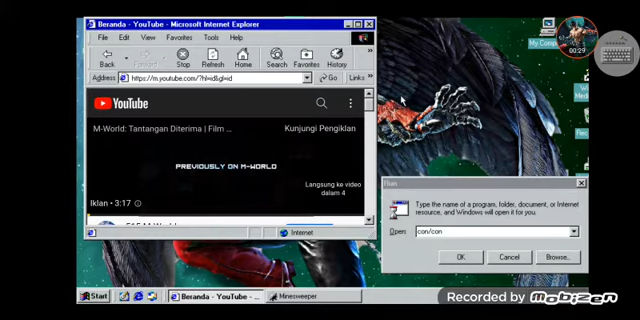 Beranda - YouTube - Microsoft Internet Explorer
File Edit View Favorites Tools Help
Back Forward Stop Refresh Home Search Favorites History
Address https://m.youtube.com/?hl=id&gl=id Go Links
YouTube
M-World: Tantangan Diterima | Film ... Kunjungi Pengiklan
PREVIOUSLY ON M-WORLD
Langsung ke video
dalam 4
Iklan • 3:17
Internet
My Compu
00:29
Run
Type the name of a program, folder, document, or Internet
resource, and Windows will open it for you.
Open: con/con
OK Cancel Browse...
Start Beranda - YouTube - ... Minesweeper
Recorded by mobizen